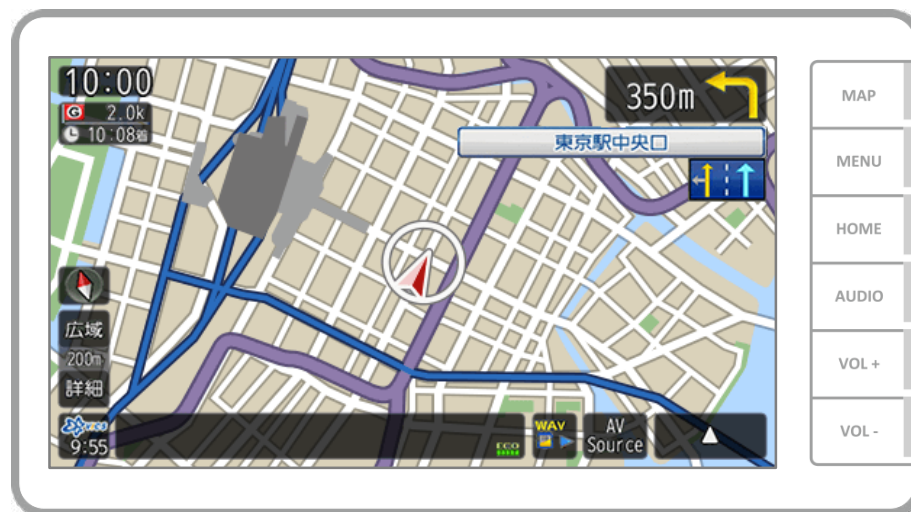 10:00
350m
G 2.0k
10:08着
東京駅中央口
MAP
MENU
HOME
AUDIO
VOL +
VOL -
広域
200m
詳細
VICS
9:55
ECO
WAV
AV
Source